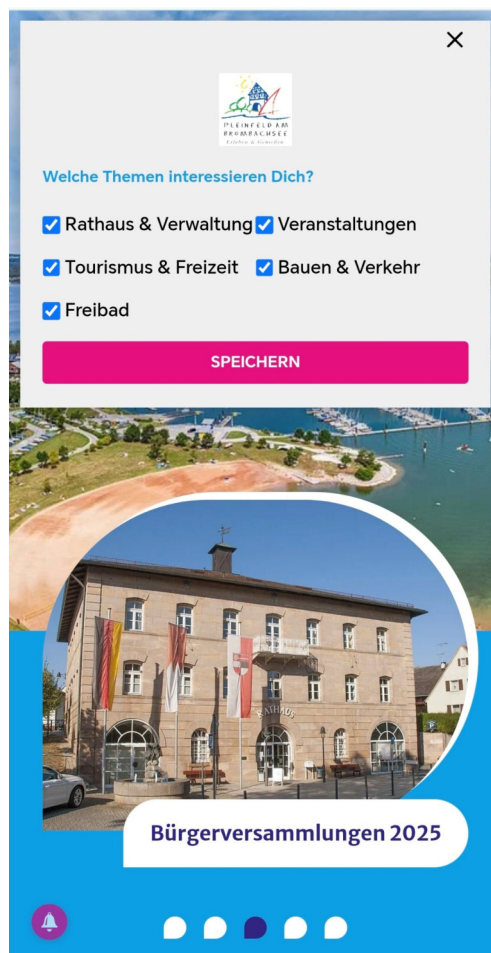 PLEINFELD AM
BROMBACHSEE
Erleben & Genießen
Welche Themen interessieren Dich?
Rathaus & Verwaltung Veranstaltungen
Tourismus & Freizeit Bauen & Verkehr
Freibad
SPEICHERN
RATHAUS
Bürgerversammlungen 2025